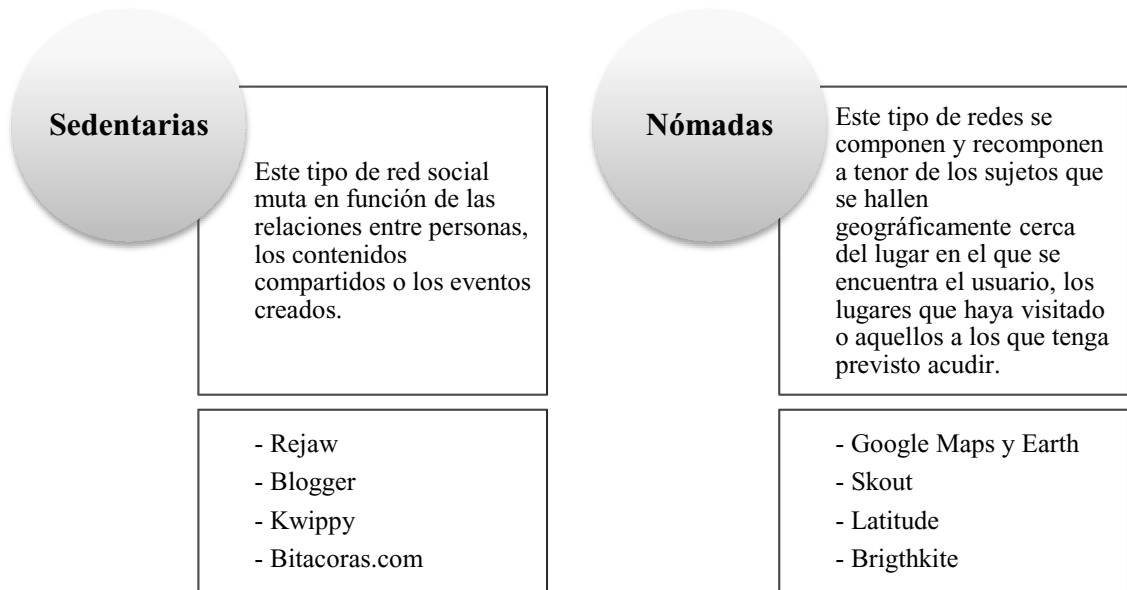 Sedentarias
Este tipo de red social
muta en función de las
relaciones entre personas,
los contenidos
compartidos o los eventos
creados.
- Rejaw
- Blogger
- Kwippy
- Bitacoras.com
Nómadas
Este tipo de redes se
componen y recomponen
a tenor de los sujetos que
se hallen
geográficamente cerca
del lugar en el que se
encuentra el usuario, los
lugares que haya visitado
o aquellos a los que tenga
previsto acudir.
- Google Maps y Earth
- Skout
- Latitude
- Brigthkite